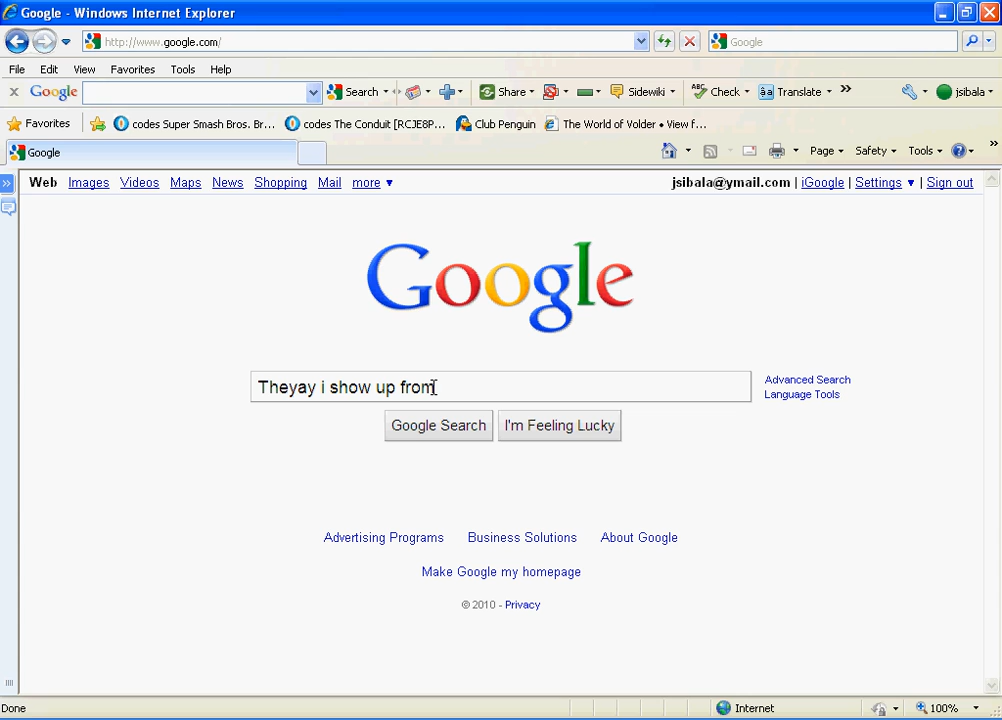 Google - Windows Internet Explorer
http://www.google.com/
Google
File Edit View Favorites Tools Help
Google Search Share Sidewiki Check Translate jsibala
Favorites codes Super Smash Bros. Br... codes The Conduit [RCJE8P... Club Penguin The World of Volder • View f...
Google Page Safety Tools
Web Images Videos Maps News Shopping Mail more ▼ jsibala@ymail.com | iGoogle | Settings ▼ | Sign out
Google
Theyay i show up from
Advanced Search
Language Tools
Google Search I'm Feeling Lucky
Advertising Programs Business Solutions About Google
Make Google my homepage
© 2010 - Privacy
Done Internet 100%